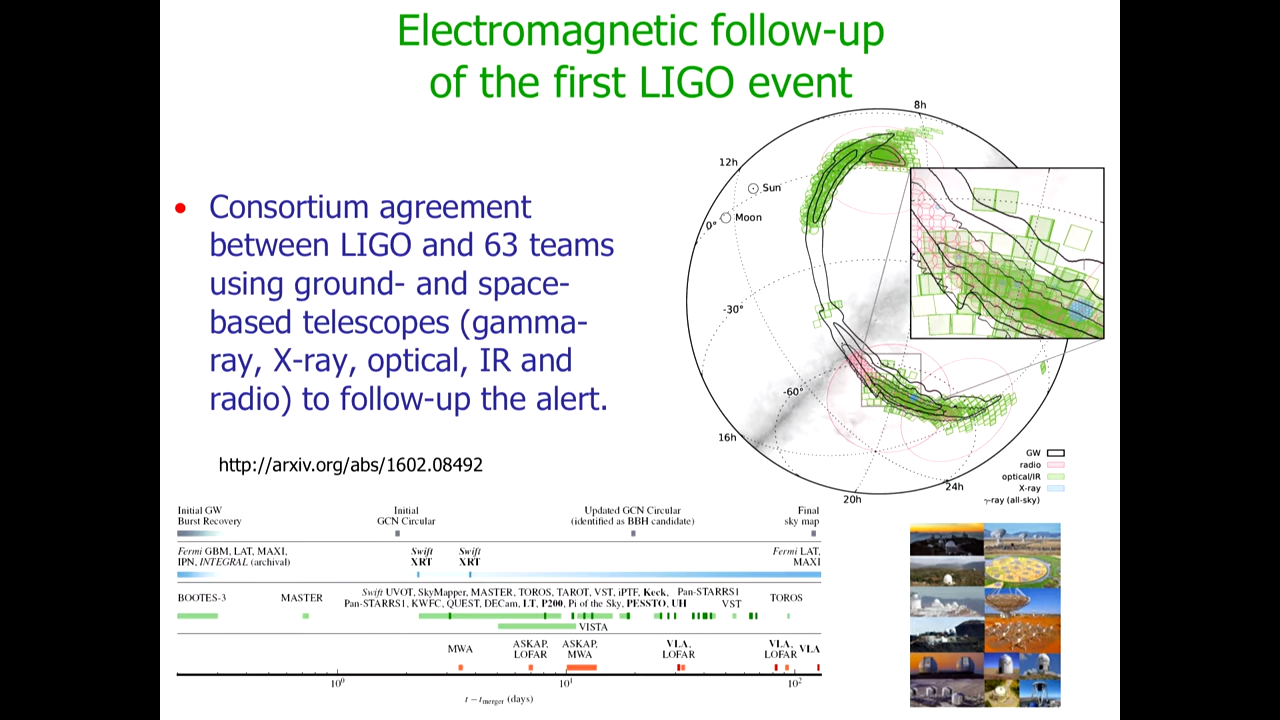 Electromagnetic follow-up
of the first LIGO event
• Consortium agreement
between LIGO and 63 teams
using ground- and space-
based telescopes (gamma-
ray, X-ray, optical, IR and
radio) to follow-up the alert.
http://arxiv.org/abs/1602.08492
8h
12h
Sun
Moon
0°
-30°
-60°
16h
20h
24h
GW
radio
optical/IR
X-ray
γ-ray (all-sky)
Initial GW
Burst Recovery
Initial
GCN Circular
Updated GCN Circular
(identified as BBH candidate)
Final
sky map
Fermi GBM, LAT, MAXI,
IPN, INTEGRAL (archival)
Swift
XRT
Swift
XRT
Fermi LAT,
MAXI
BOOTES-3
MASTER
Swift UVOT, SkyMapper, MASTER, TOROS, TAROT, VST, iPTF, Keck, Pan-STARRS1
Pan-STARRS1, KWFC, QUEST, DECam, LT, P200, Pi of the Sky, PESSTO, UH VST
TOROS
VISTA
MWA
ASKAP,
LOFAR
ASKAP,
MWA
VLA,
LOFAR
VLA,
LOFAR
VLA
10⁰
10¹
10²
t − t_merger (days)